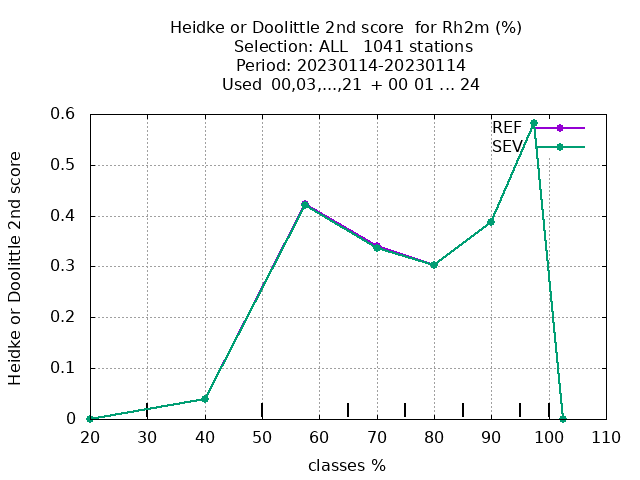 Heidke or Doolittle 2nd score  for Rh2m (%)
Selection: ALL   1041 stations
Period: 20230114-20230114
Used  00,03,...,21  + 00 01 ... 24
REF
SEV
0.6
0.5
0.4
0.3
0.2
0.1
0
Heidke or Doolittle 2nd score
20 30 40 50 60 70 80 90 100 110
classes %